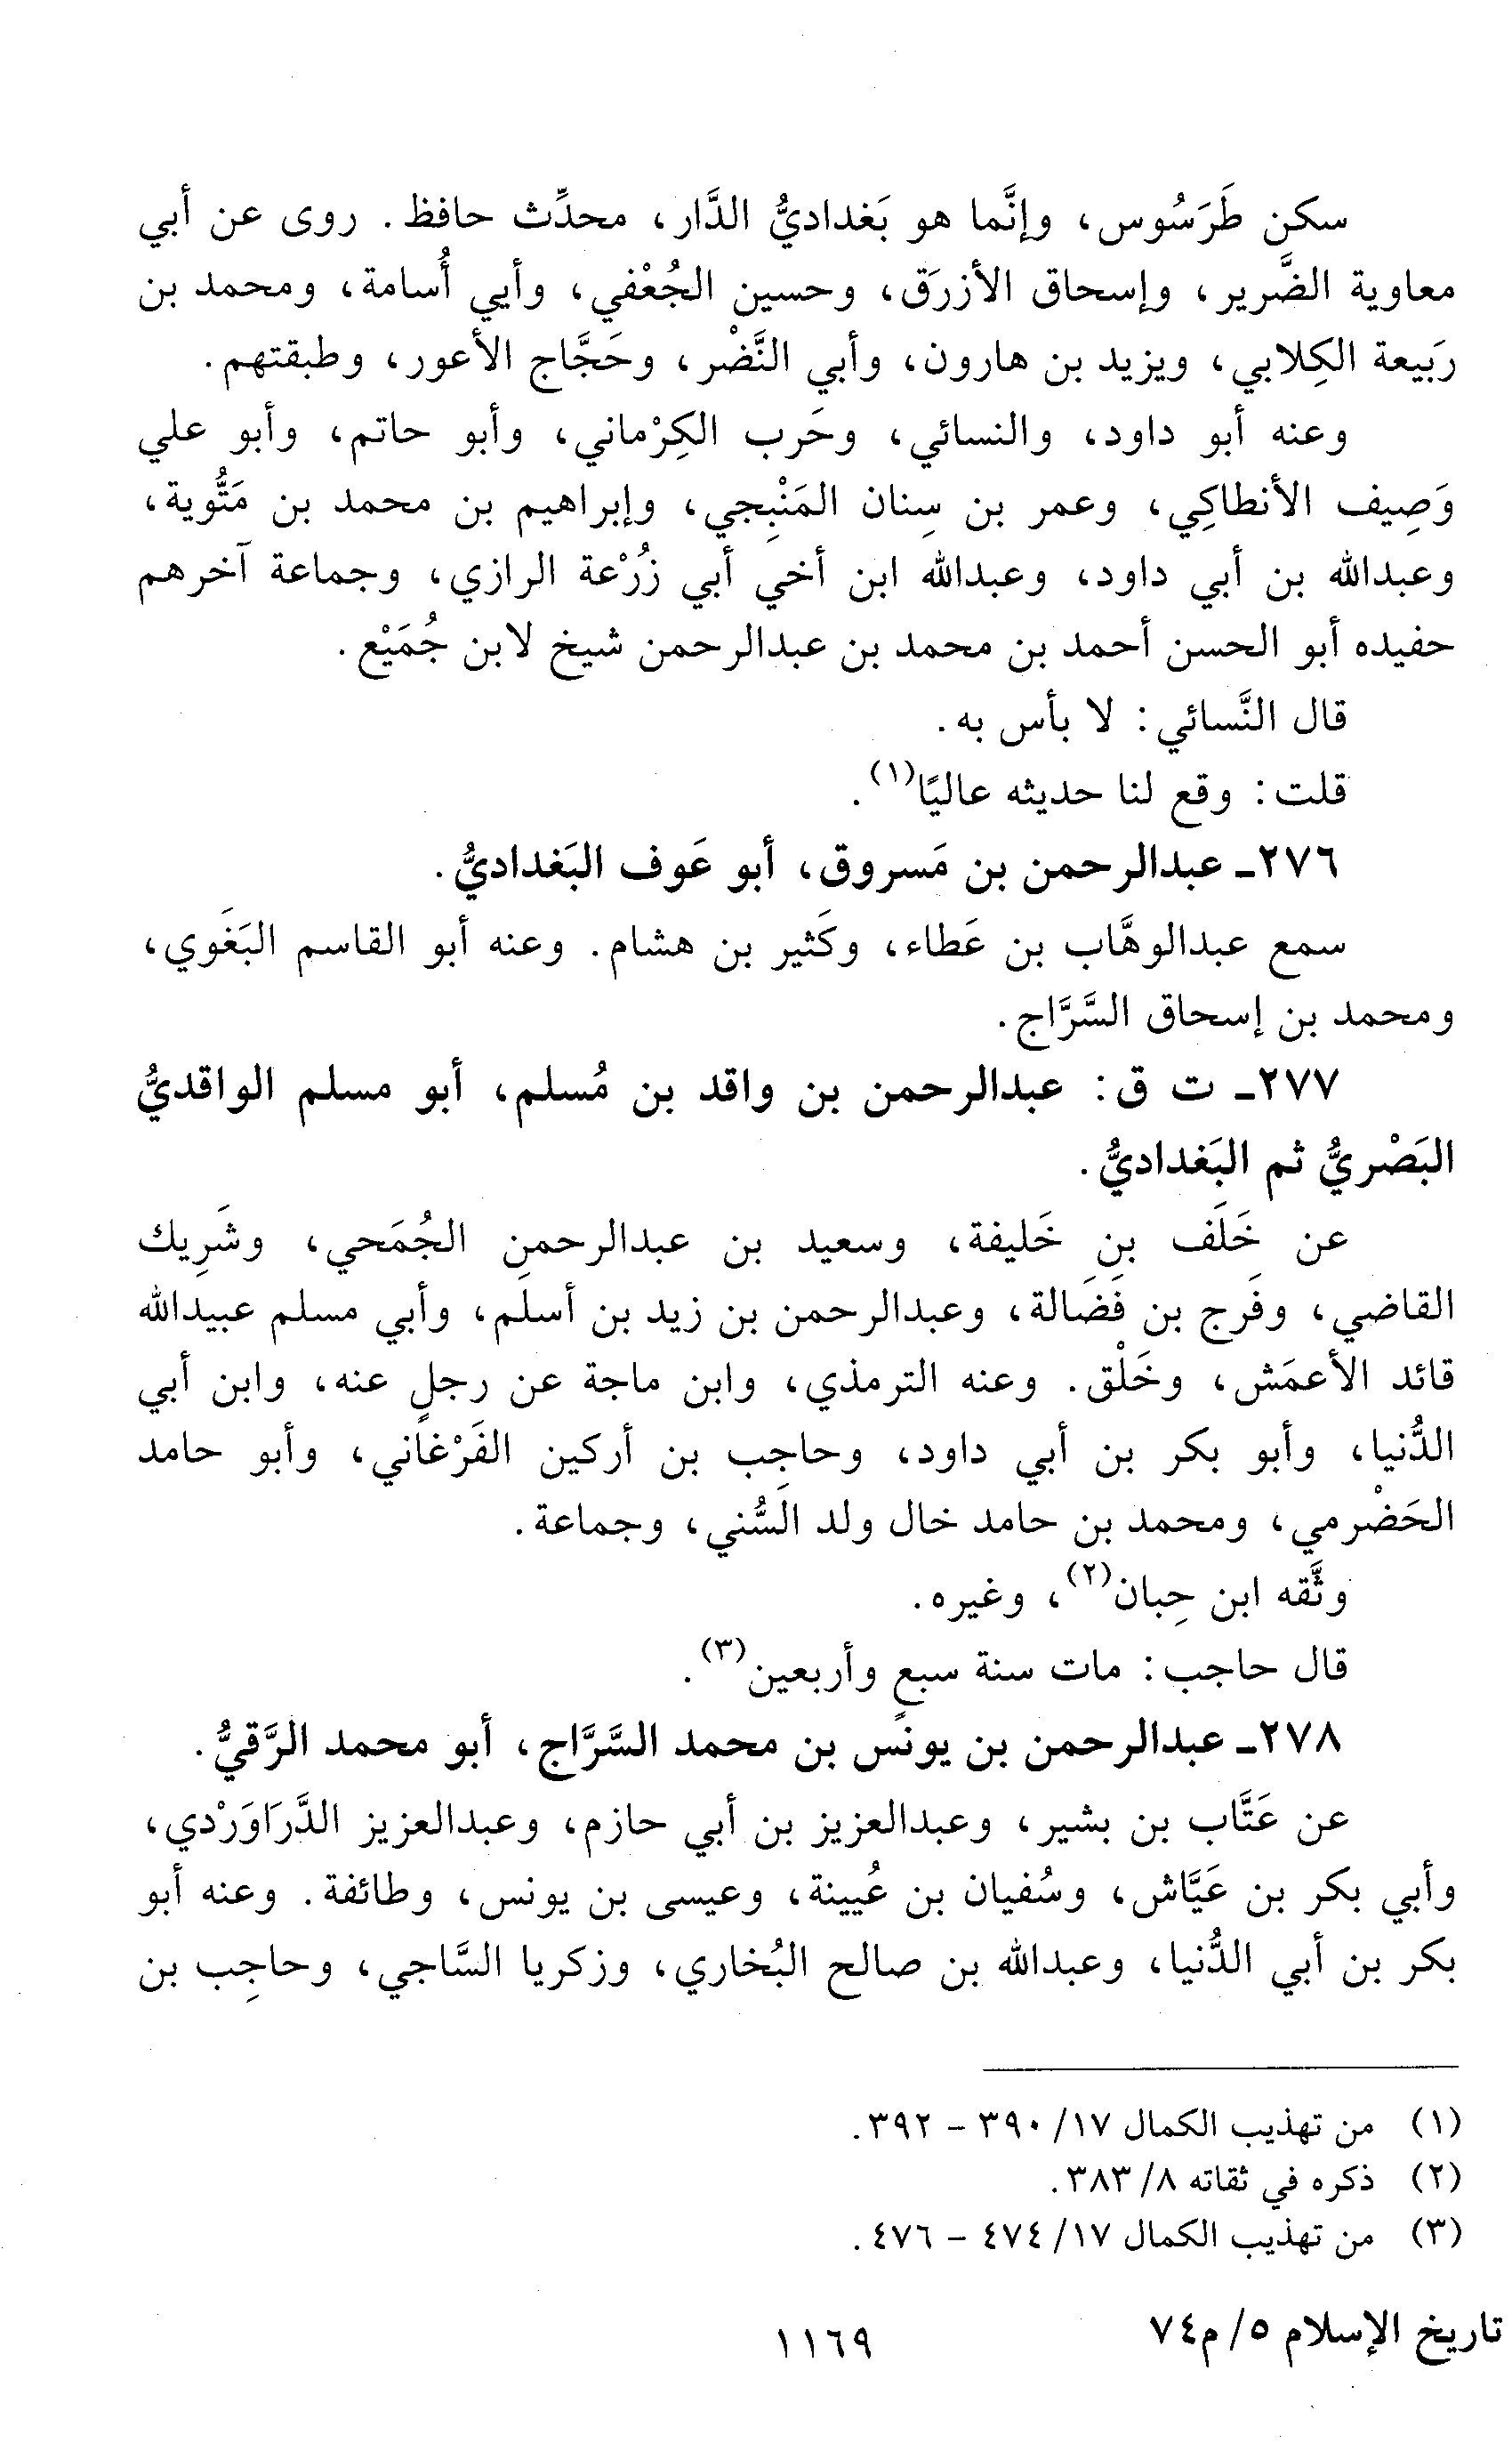 سكن طَرَسُوس، وإنَّما هو بَغداديُّ الدَّار، محدِّث حافظ. روى عن أبي
معاوية الضَّرير، وإسحاق الأزرَق، وحسين الجُعْفي، وأبي أُسامة، ومحمد بن
رَبيعة الكِلابي، ويزيد بن هارون، وأبي النَّضْر، وحَجَّاج الأعور، وطبقتهم.
وعنه أبو داود، والنسائي، وحَرب الكِرْماني، وأبو حاتم، وأبو علي
وَصِيف الأنطاكِي، وعمر بن سِنان المَنْبِجي، وإبراهيم بن محمد بن مَتُّوية،
وعبدالله بن أبي داود، وعبدالله ابن أخي أبي زُرْعة الرازي، وجماعة آخرهم
حفيده أبو الحسن أحمد بن محمد بن عبدالرحمن شيخ لابن جُمَيْع.
قال النَّسائي: لا بأس به.
قلت: وقع لنا حديثه عاليًا(١).
٢٧٦ـ عبدالرحمن بن مَسروق، أبو عَوف البَغداديُّ.
سمع عبدالوهَّاب بن عَطاء، وكَثير بن هشام. وعنه أبو القاسم البَغَوي،
ومحمد بن إسحاق السَّرَّاج.
٢٧٧ـ ت ق: عبدالرحمن بن واقد بن مُسلم، أبو مسلم الواقديُّ
البَصْريُّ ثم البَغداديُّ.
عن خَلَف بن خَليفة، وسعيد بن عبدالرحمن الجُمَحي، وشَرِيك
القاضي، وفَرج بن فَضَالة، وعبدالرحمن بن زيد بن أسلَم، وأبي مسلم عبيدالله
قائد الأعمَش، وخَلْق. وعنه الترمذي، وابن ماجة عن رجلٍ عنه، وابن أبي
الدُّنيا، وأبو بكر بن أبي داود، وحاجِب بن أركين الفَرْغاني، وأبو حامد
الحَضْرمي، ومحمد بن حامد خال ولد السُّني، وجماعة.
وثَّقه ابن حِبان(٢)، وغيره.
قال حاجب: مات سنة سبعٍ وأربعين(٣).
٢٧٨ـ عبدالرحمن بن يونس بن محمد السَّرَّاج، أبو محمد الرَّقيُّ.
عن عَتَّاب بن بشير، وعبدالعزيز بن أبي حازم، وعبدالعزيز الدَّرَاوَرْدي،
وأبي بكر بن عَيَّاش، وسُفيان بن عُيينة، وعيسى بن يونس، وطائفة. وعنه أبو
بكر بن أبي الدُّنيا، وعبدالله بن صالح البُخاري، وزكريا السَّاجي، وحاجِب بن
(١) من تهذيب الكمال ١٧/ ٣٩٠ – ٣٩٢.
(٢) ذكره في ثقاته ٨/ ٣٨٣.
(٣) من تهذيب الكمال ١٧/ ٤٧٤ – ٤٧٦.
تاريخ الإسلام ٥/ م٧٤
١١٦٩